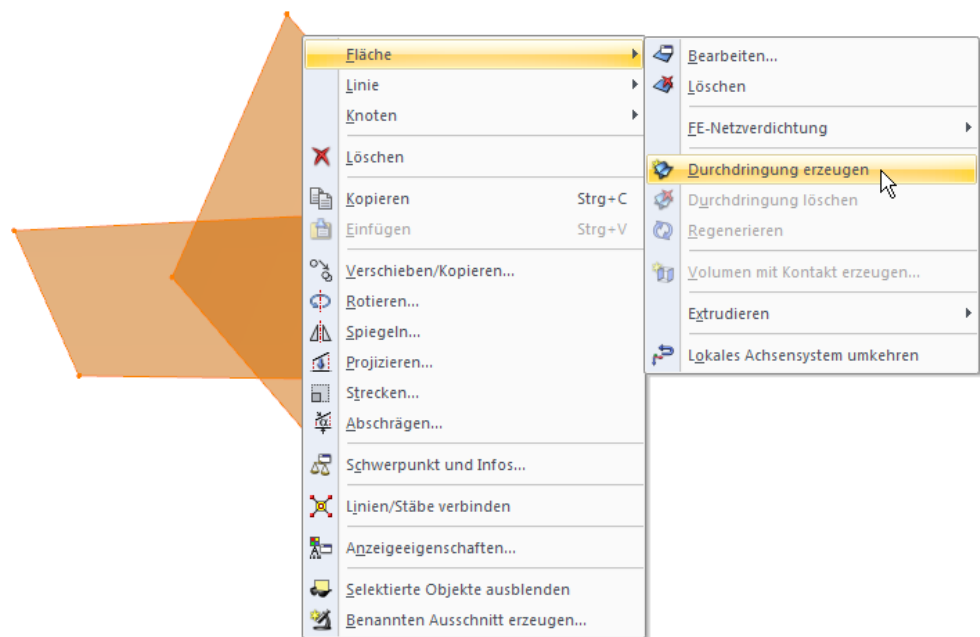 Fläche
Linie
Knoten
Löschen
Kopieren Strg+C
Einfügen Strg+V
Verschieben/Kopieren...
Rotieren...
Spiegeln...
Projizieren...
Strecken...
Abschrägen...
Schwerpunkt und Infos...
Linien/Stäbe verbinden
Anzeigeeigenschaften...
Selektierte Objekte ausblenden
Benannten Ausschnitt erzeugen...
Bearbeiten...
Löschen
FE-Netzverdichtung
Durchdringung erzeugen
Durchdringung löschen
Regenerieren
Volumen mit Kontakt erzeugen...
Extrudieren
Lokales Achsensystem umkehren